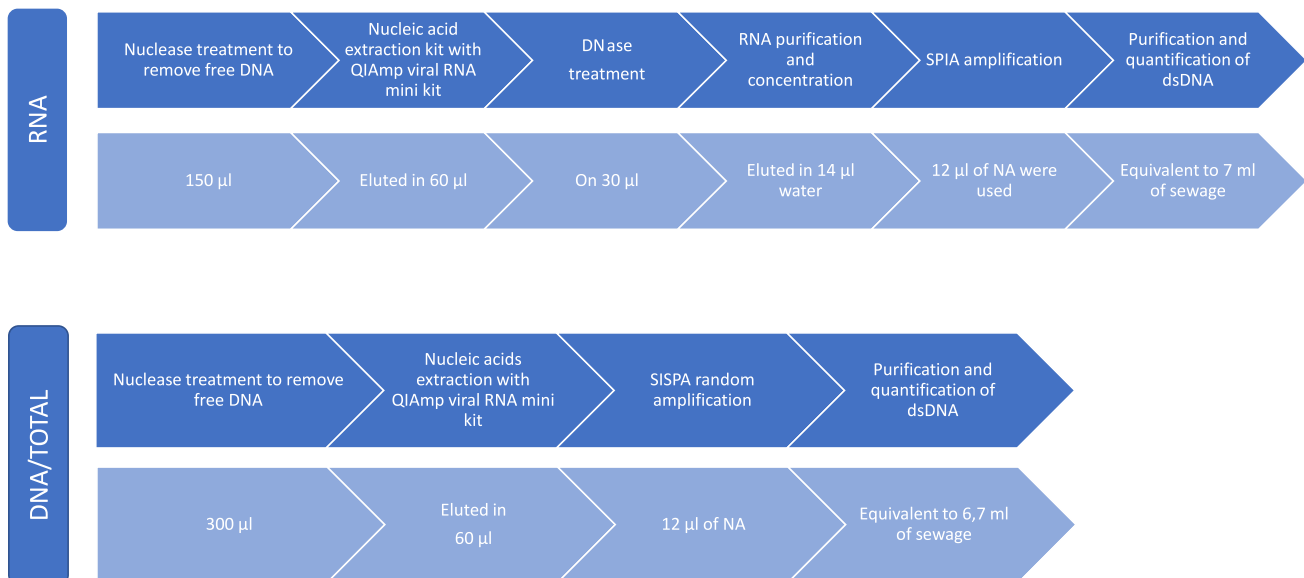 RNA
Nuclease treatment to
remove free DNA
Nucleic acid
extraction kit with
QIAmp viral RNA
mini kit
DNase
treatment
RNA purification
and
concentration
SPIA amplification
Purification and
quantification of
dsDNA
150 µl
Eluted in 60 µl
On 30 µl
Eluted in 14 µl
water
12 µl of NA were
used
Equivalent to 7 ml
of sewage
DNA/TOTAL
Nuclease treatment to remove
free DNA
Nucleic acids
extraction with
QIAmp viral RNA mini
kit
SISPA random
amplification
Purification and
quantification of
dsDNA
300 µl
Eluted in
60 µl
12 µl of NA
Equivalent to 6,7 ml
of sewage